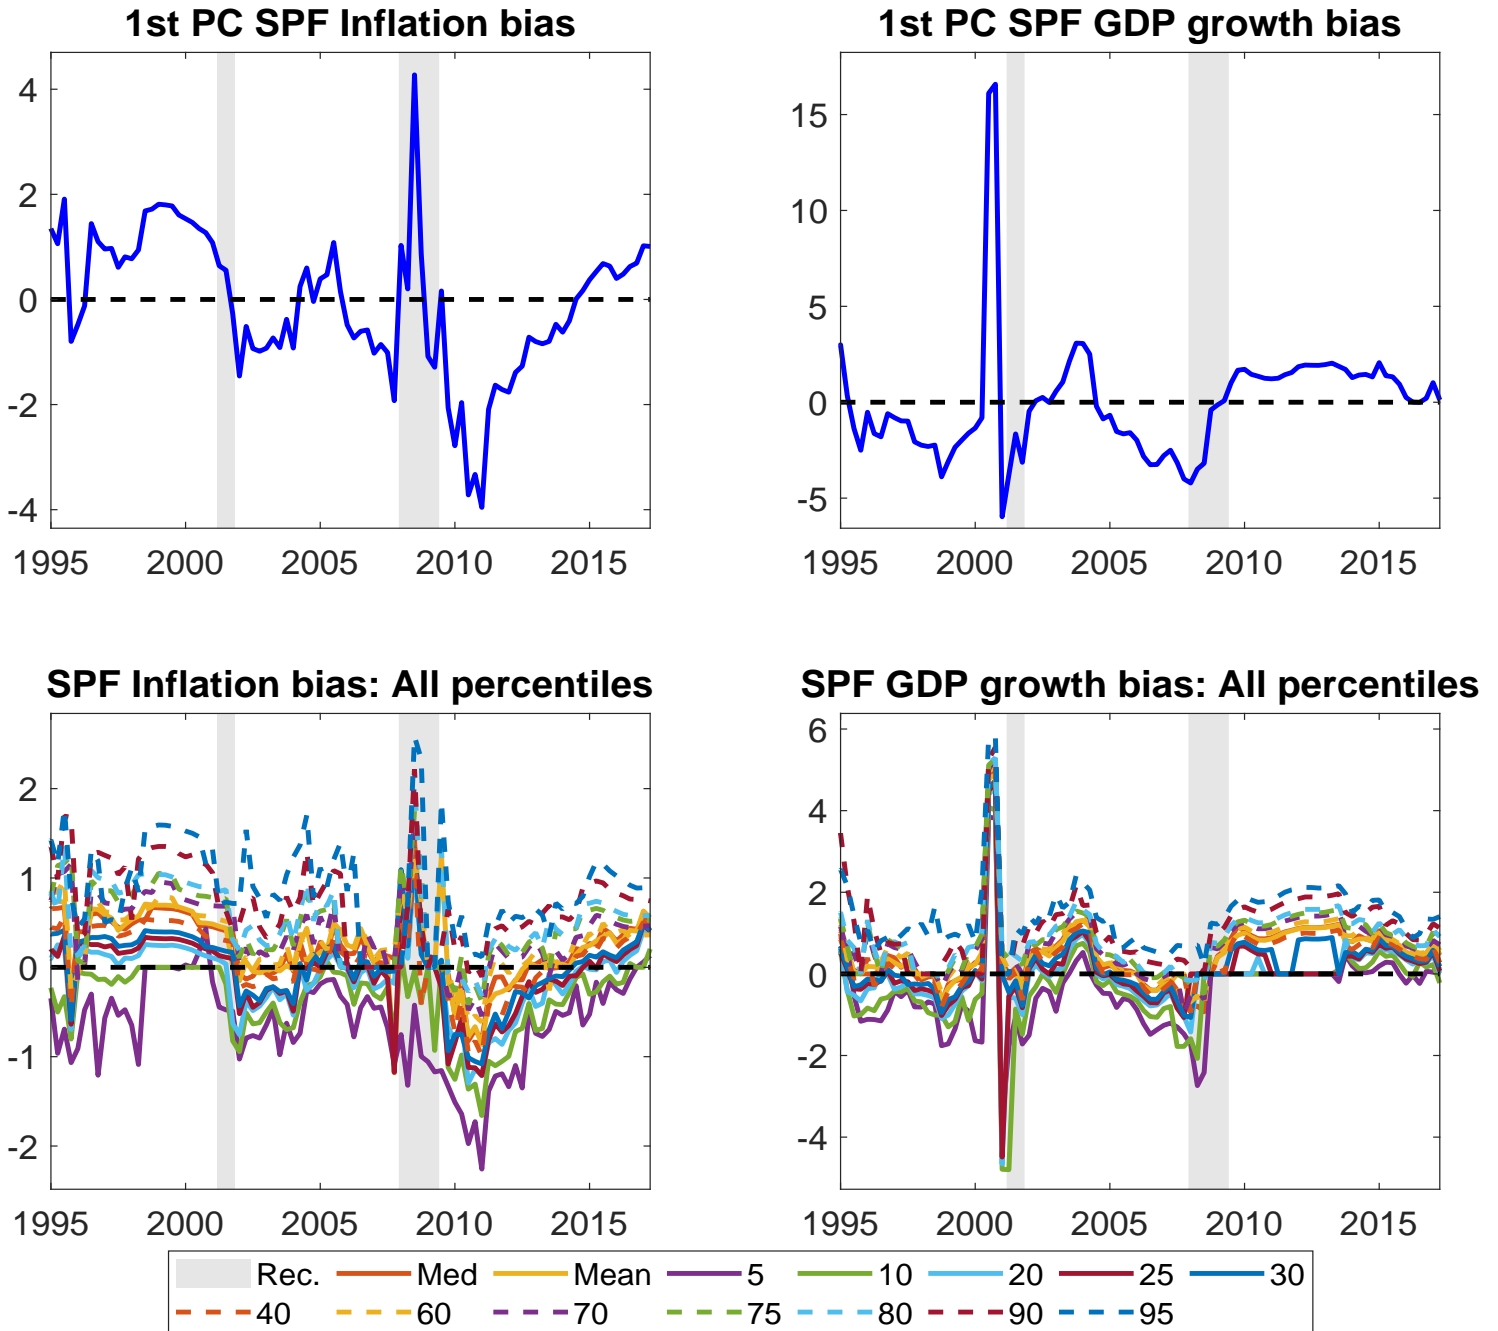 1st PC SPF Inflation bias
4
2
0
-2
-4
1995 2000 2005 2010 2015
1st PC SPF GDP growth bias
15
10
5
0
-5
1995 2000 2005 2010 2015
SPF Inflation bias: All percentiles
2
1
0
-1
-2
1995 2000 2005 2010 2015
SPF GDP growth bias: All percentiles
6
4
2
0
-2
-4
1995 2000 2005 2010 2015
Rec. Med Mean 5 10 20 25 30
40 60 70 75 80 90 95